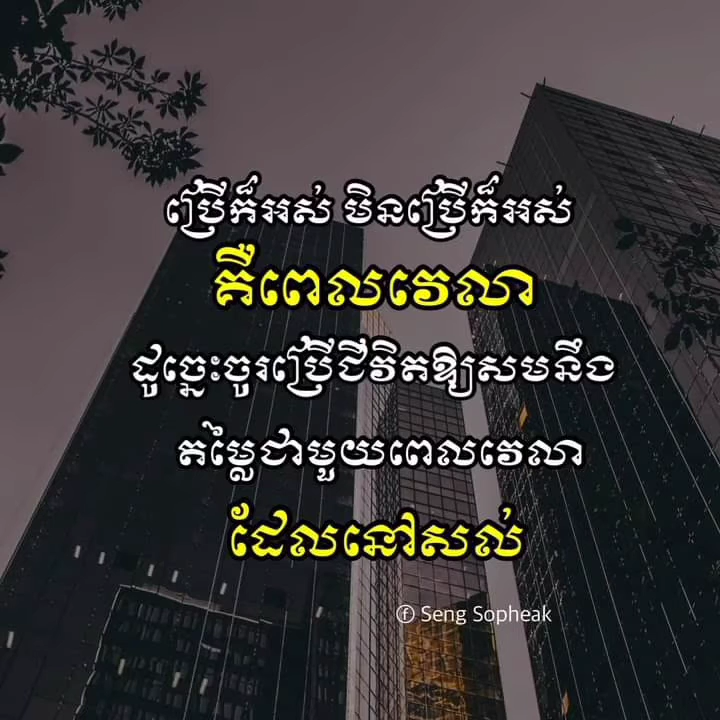 ប្រើក៏អស់ មិនប្រើក៏អស់
គឺពេលវេលា
ដូច្នេះចូរប្រើជីវិតឱ្យសមនឹង
តម្លៃជាមួយពេលវេលា
ដែលនៅសល់
ⓕ Seng Sopheak